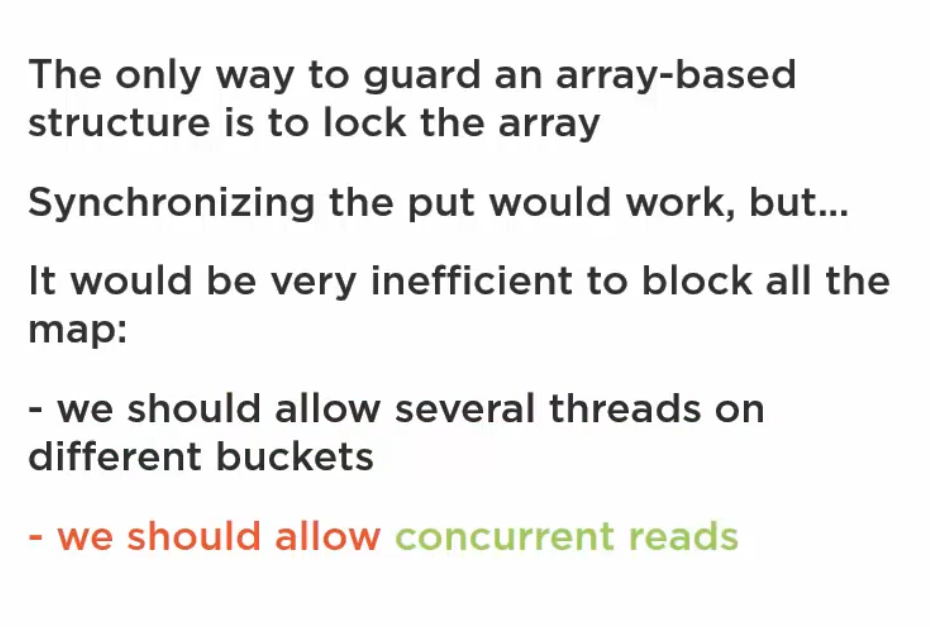 The only way to guard an array-based
structure is to lock the array
Synchronizing the put would work, but...
It would be very inefficient to block all the
map:
- we should allow several threads on
different buckets
- we should allow concurrent reads